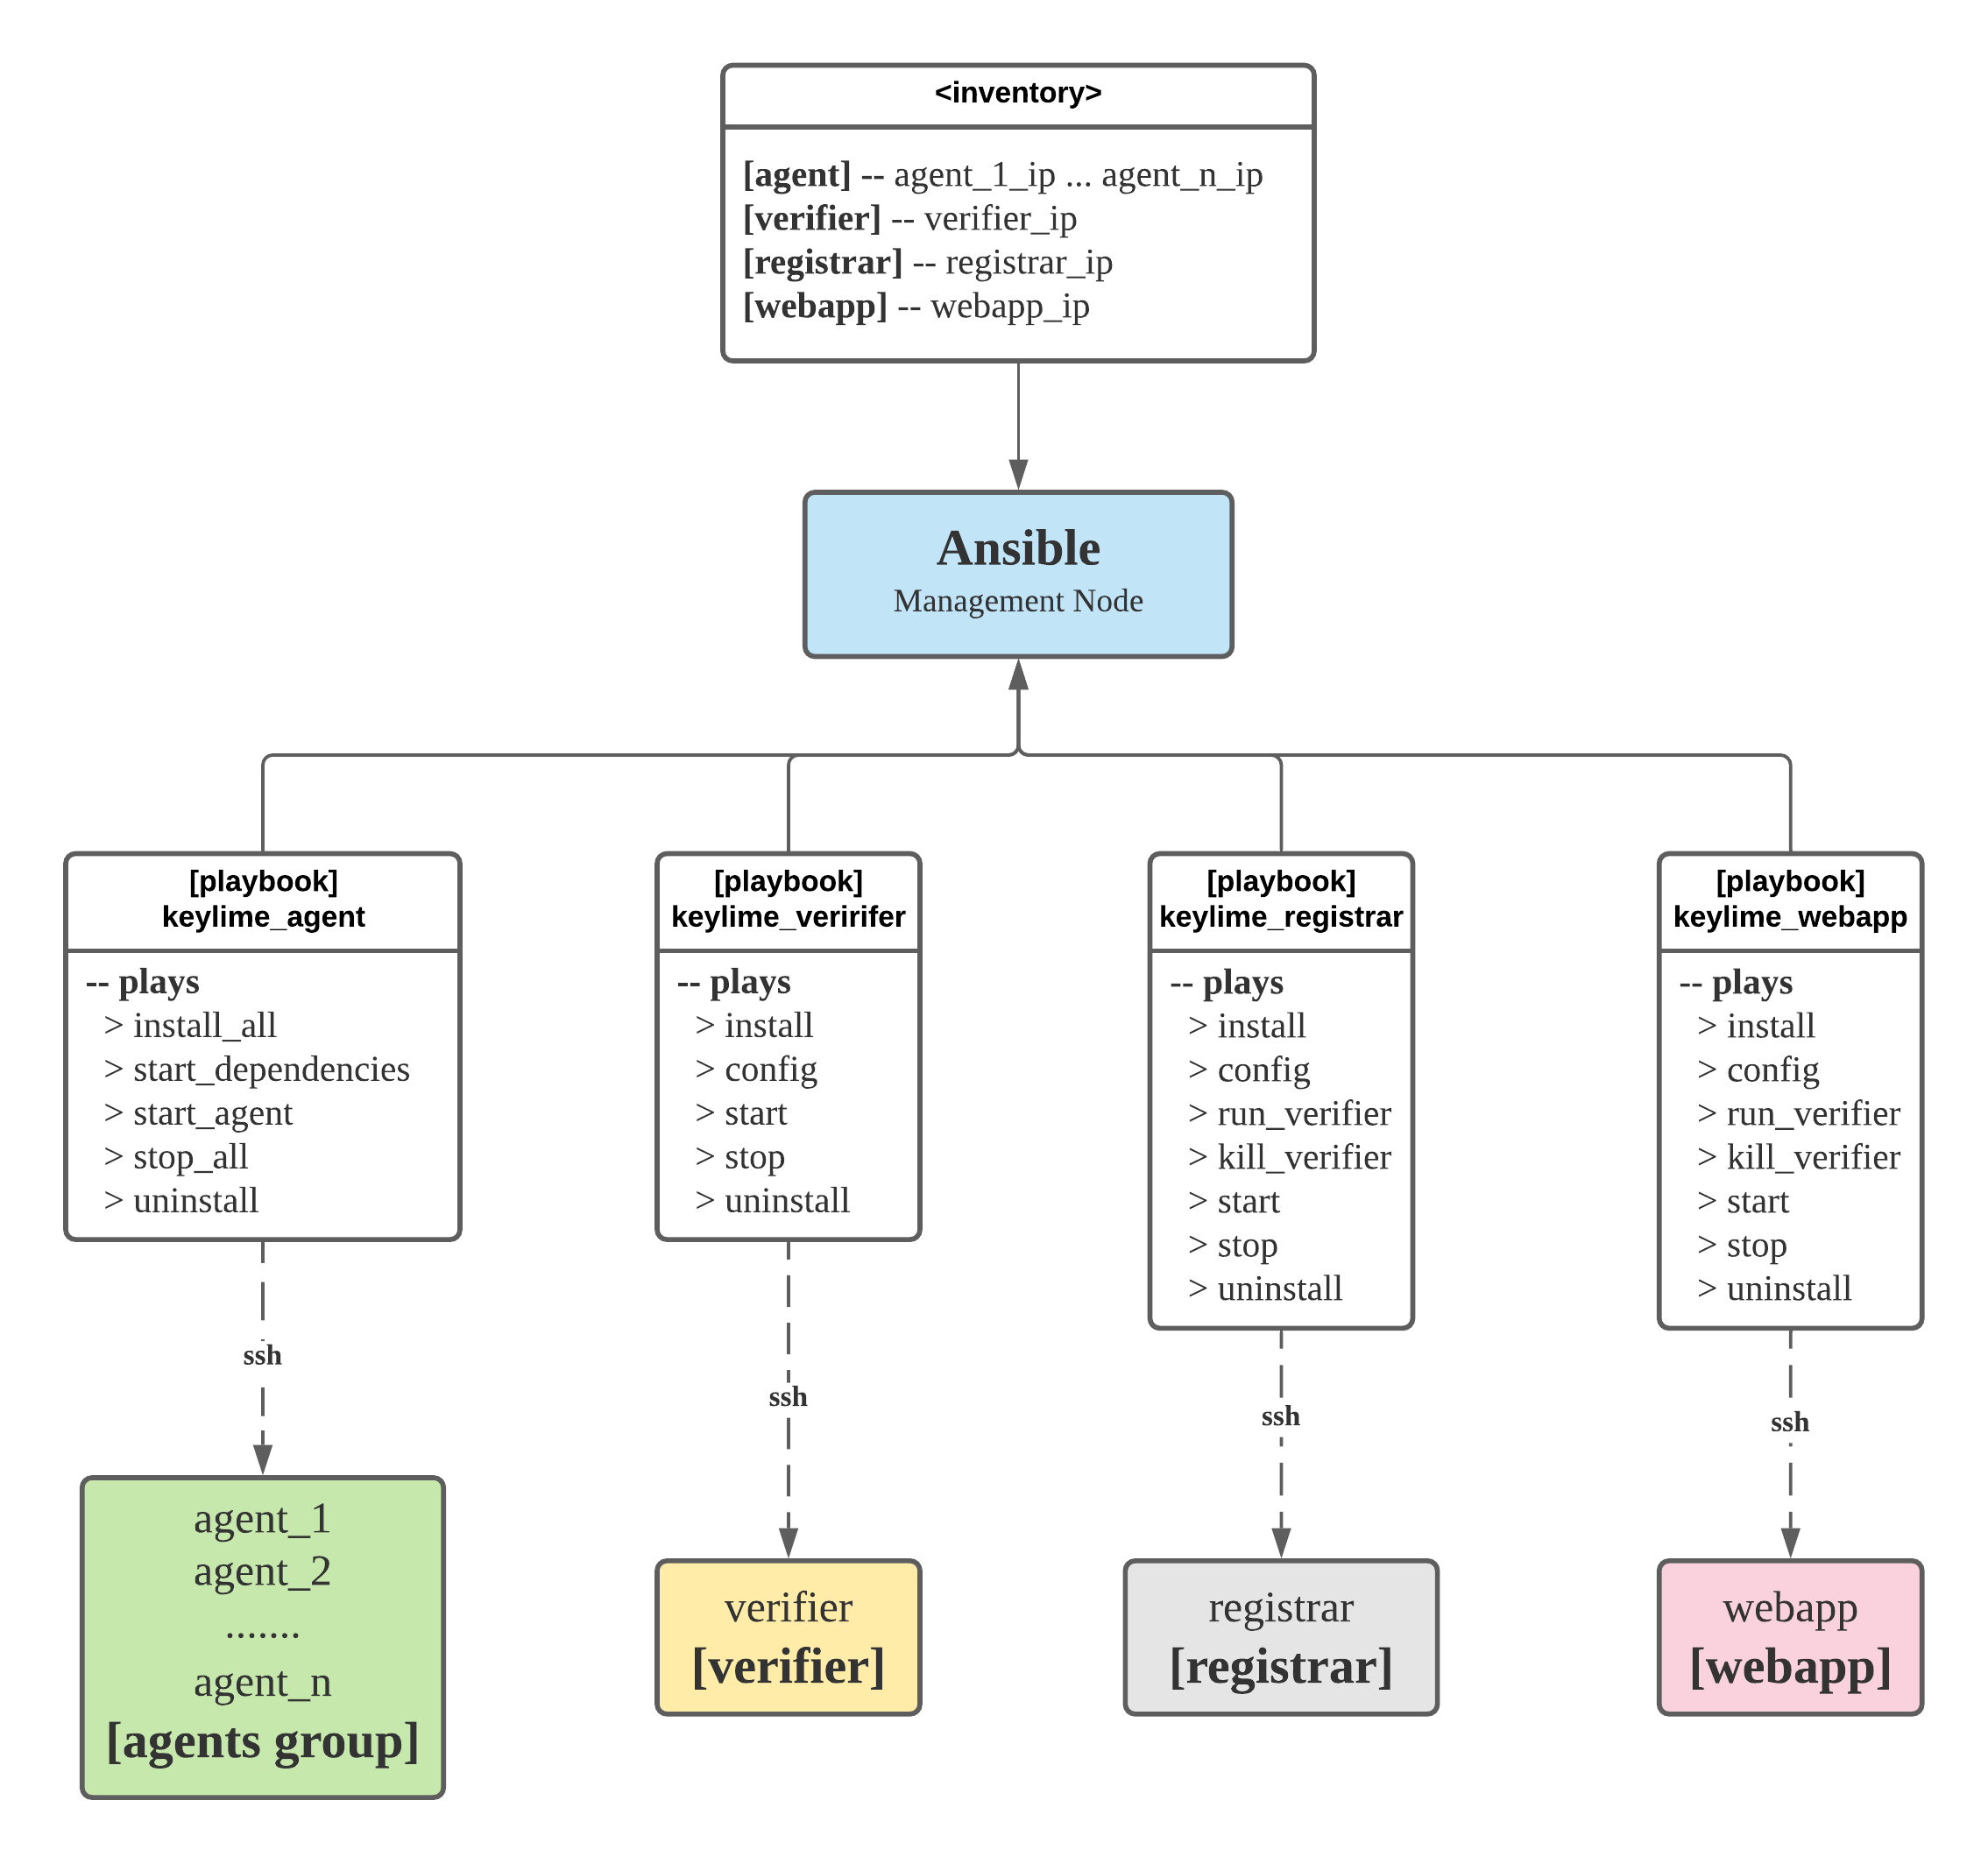 <inventory>
[agent] -- agent_1_ip ... agent_n_ip
[verifier] -- verifier_ip
[registrar] -- registrar_ip
[webapp] -- webapp_ip
Ansible
Management Node
[playbook]
keylime_agent
-- plays
> install_all
> start_dependencies
> start_agent
> stop_all
> uninstall
[playbook]
keylime_veririfer
-- plays
> install
> config
> start
> stop
> uninstall
[playbook]
keylime_registrar
-- plays
> install
> config
> run_verifier
> kill_verifier
> start
> stop
> uninstall
[playbook]
keylime_webapp
-- plays
> install
> config
> run_verifier
> kill_verifier
> start
> stop
> uninstall
ssh
ssh
ssh
ssh
agent_1
agent_2
.......
agent_n
[agents group]
verifier
[verifier]
registrar
[registrar]
webapp
[webapp]